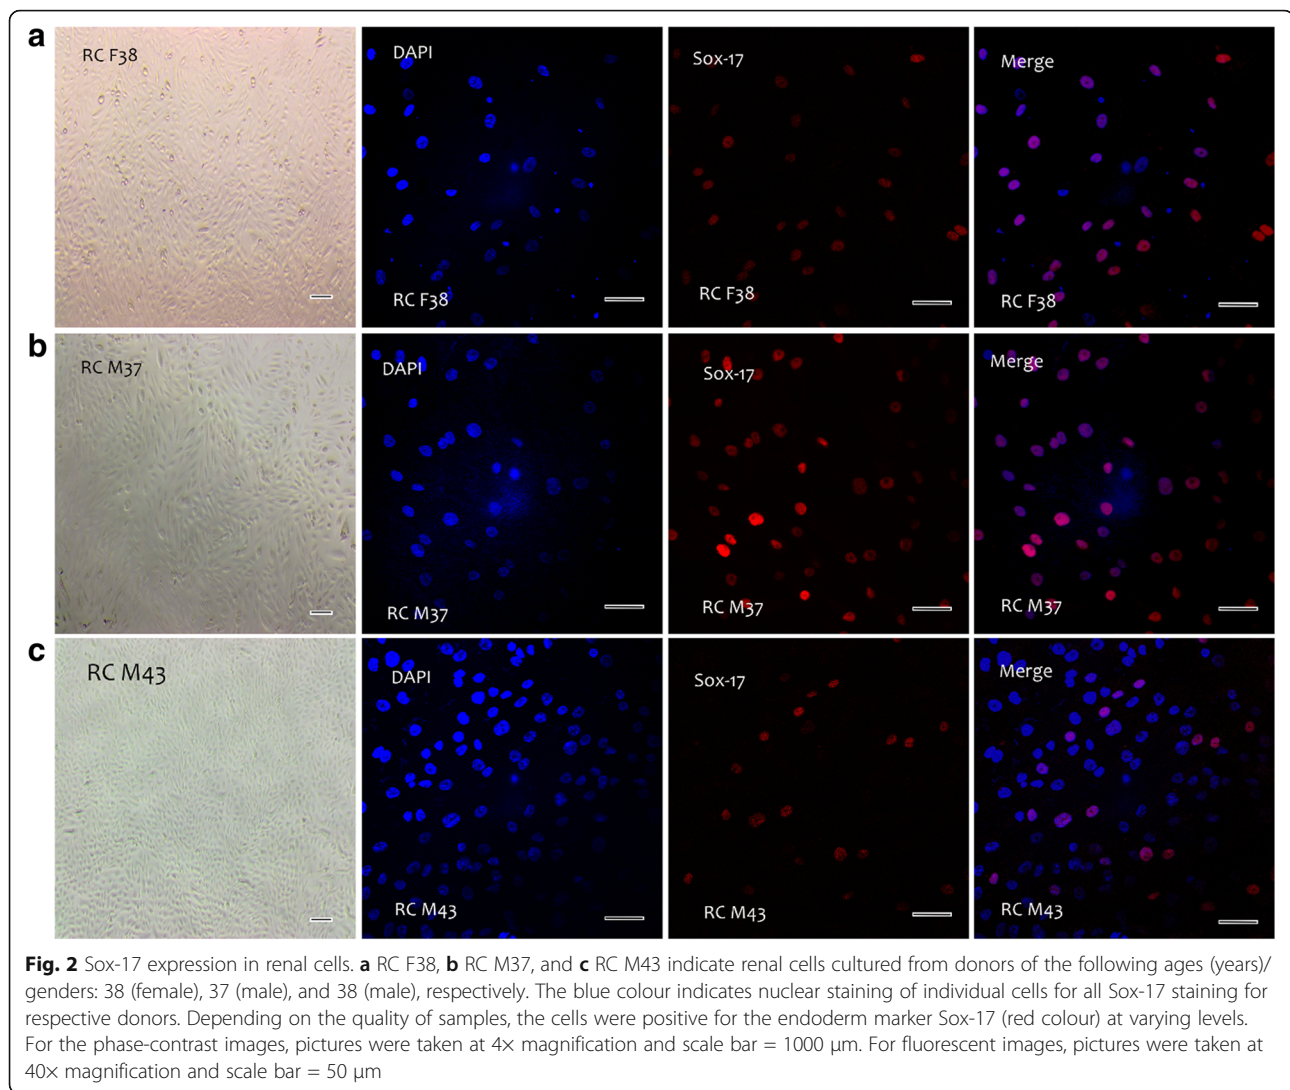 a
RC F38
DAPI
RC F38
Sox-17
RC F38
Merge
RC F38
b
RC M37
DAPI
RC M37
Sox-17
RC M37
Merge
RC M37
c
RC M43
DAPI
RC M43
Sox-17
RC M43
Merge
RC M43
Fig. 2 Sox-17 expression in renal cells. a RC F38, b RC M37, and c RC M43 indicate renal cells cultured from donors of the following ages (years)/
genders: 38 (female), 37 (male), and 38 (male), respectively. The blue colour indicates nuclear staining of individual cells for all Sox-17 staining for
respective donors. Depending on the quality of samples, the cells were positive for the endoderm marker Sox-17 (red colour) at varying levels.
For the phase-contrast images, pictures were taken at 4× magnification and scale bar = 1000 μm. For fluorescent images, pictures were taken at
40× magnification and scale bar = 50 μm